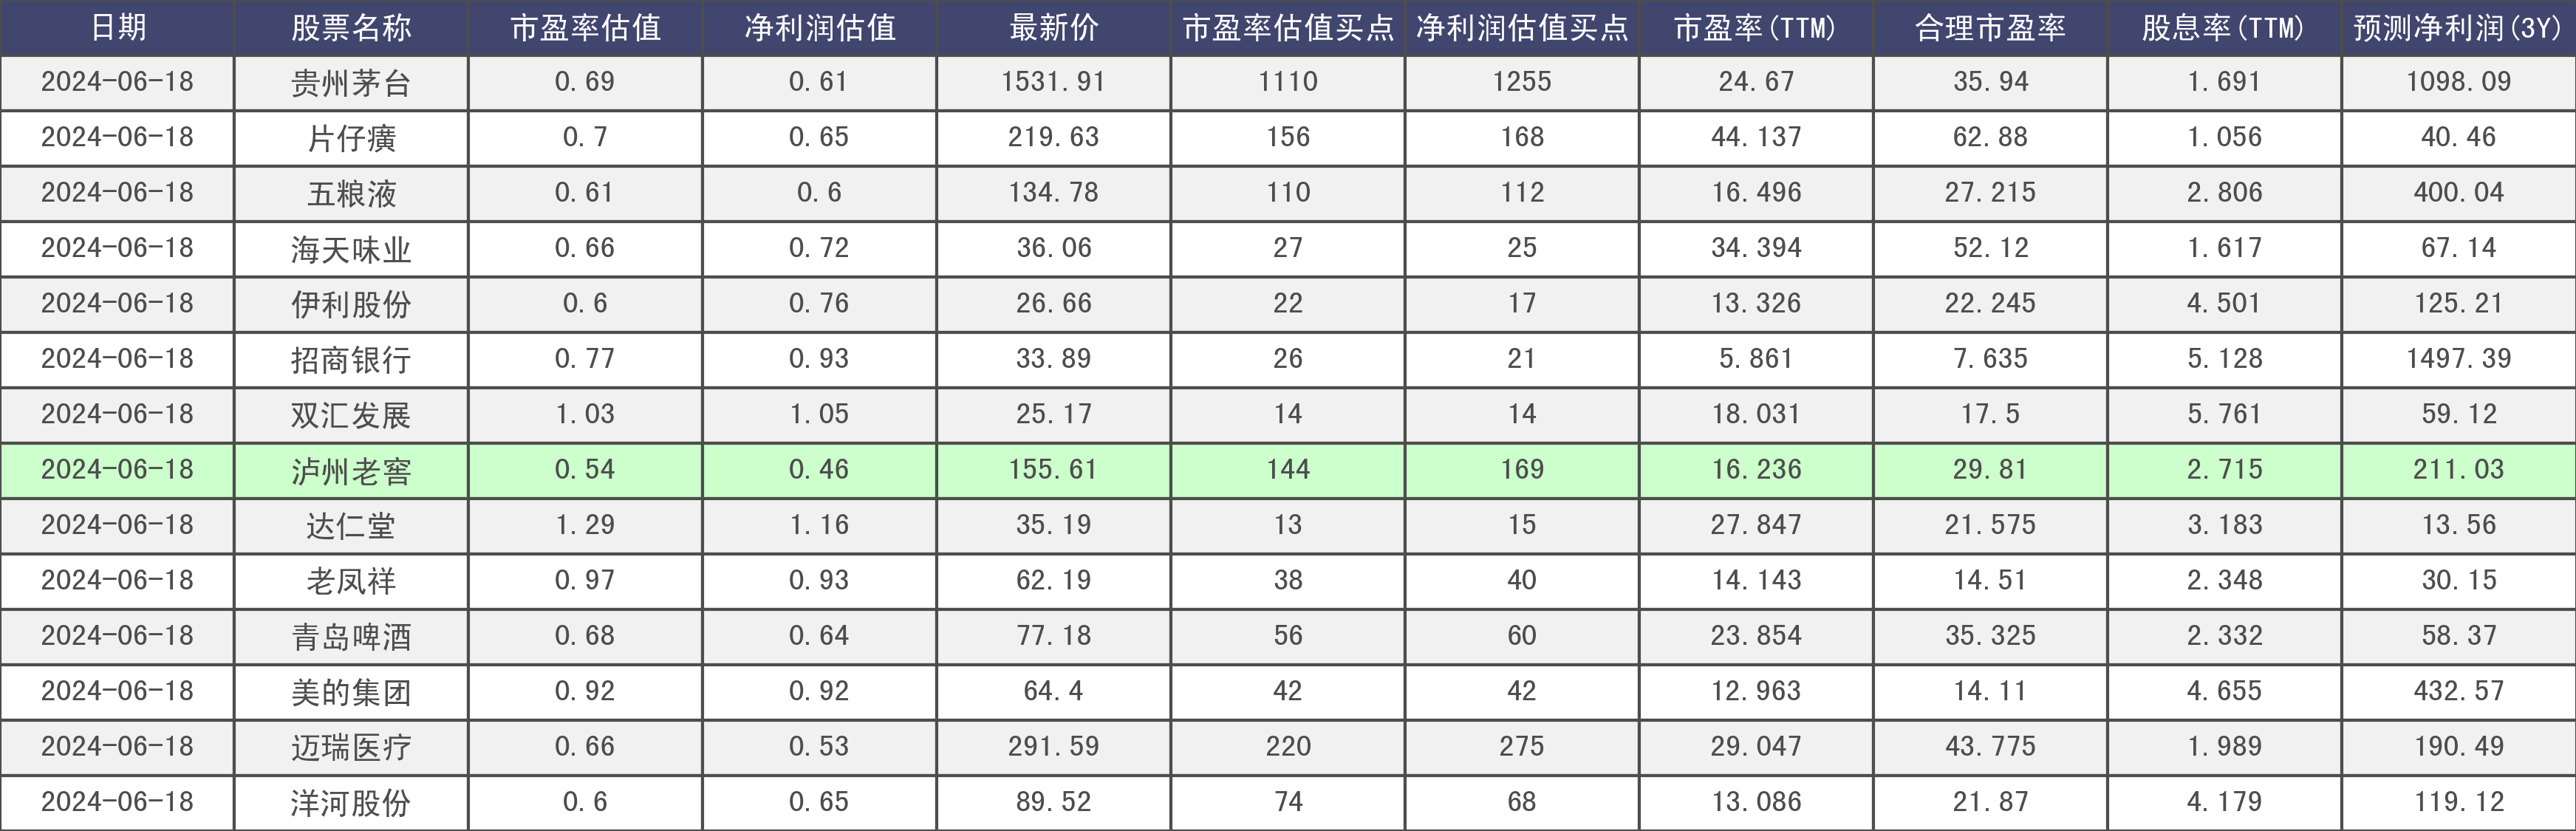 日期 股票名称 市盈率估值 净利润估值 最新价 市盈率估值买点 净利润估值买点 市盈率(TTM) 合理市盈率 股息率(TTM) 预测净利润(3Y)
2024-06-18 贵州茅台 0.69 0.61 1531.91 1110 1255 24.67 35.94 1.691 1098.09
2024-06-18 片仔癀 0.7 0.65 219.63 156 168 44.137 62.88 1.056 40.46
2024-06-18 五粮液 0.61 0.6 134.78 110 112 16.496 27.215 2.806 400.04
2024-06-18 海天味业 0.66 0.72 36.06 27 25 34.394 52.12 1.617 67.14
2024-06-18 伊利股份 0.6 0.76 26.66 22 17 13.326 22.245 4.501 125.21
2024-06-18 招商银行 0.77 0.93 33.89 26 21 5.861 7.635 5.128 1497.39
2024-06-18 双汇发展 1.03 1.05 25.17 14 14 18.031 17.5 5.761 59.12
2024-06-18 泸州老窖 0.54 0.46 155.61 144 169 16.236 29.81 2.715 211.03
2024-06-18 达仁堂 1.29 1.16 35.19 13 15 27.847 21.575 3.183 13.56
2024-06-18 老凤祥 0.97 0.93 62.19 38 40 14.143 14.51 2.348 30.15
2024-06-18 青岛啤酒 0.68 0.64 77.18 56 60 23.854 35.325 2.332 58.37
2024-06-18 美的集团 0.92 0.92 64.4 42 42 12.963 14.11 4.655 432.57
2024-06-18 迈瑞医疗 0.66 0.53 291.59 220 275 29.047 43.775 1.989 190.49
2024-06-18 洋河股份 0.6 0.65 89.52 74 68 13.086 21.87 4.179 119.12